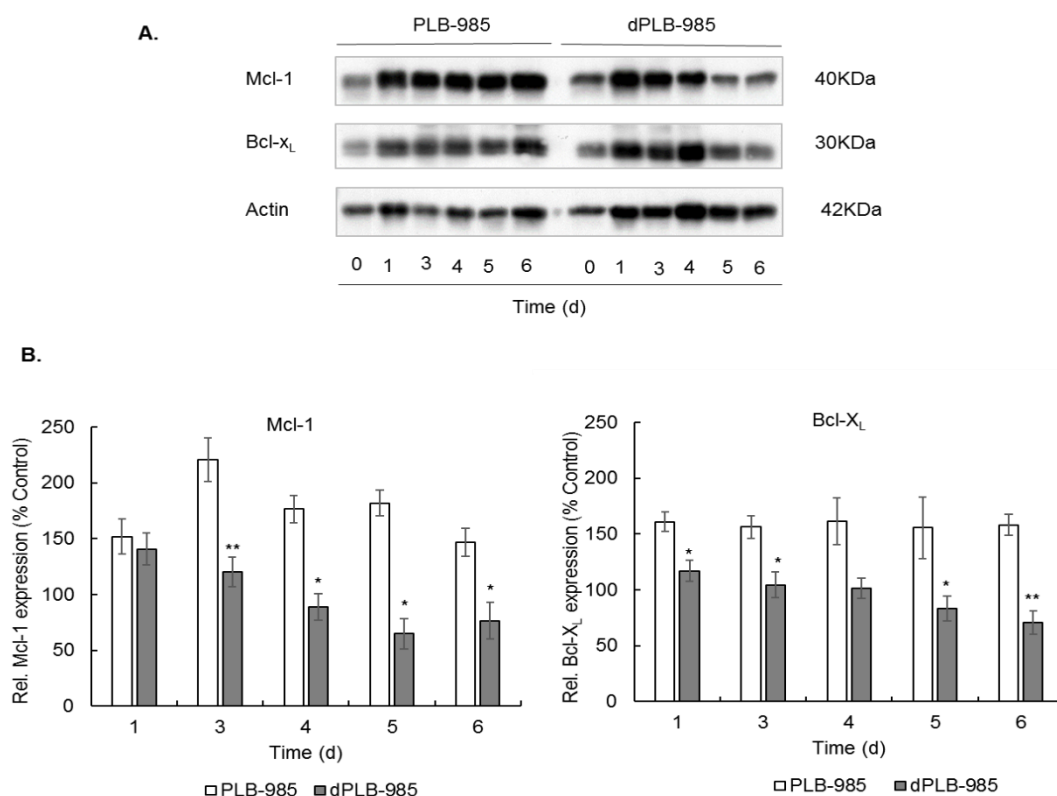 A.
PLB-985 dPLB-985
Mcl-1 40KDa
Bcl-xL 30KDa
Actin 42KDa
0 1 3 4 5 6 0 1 3 4 5 6
Time (d)
B.
Mcl-1
Rel. Mcl-1 expression (% Control)
250
200
150
100
50
0
** * * *
1 3 4 5 6
Time (d)
PLB-985 dPLB-985
Bcl-XL
Rel. Bcl-XL expression (% Control)
250
200
150
100
50
0
* * * **
1 3 4 5 6
Time (d)
PLB-985 dPLB-985